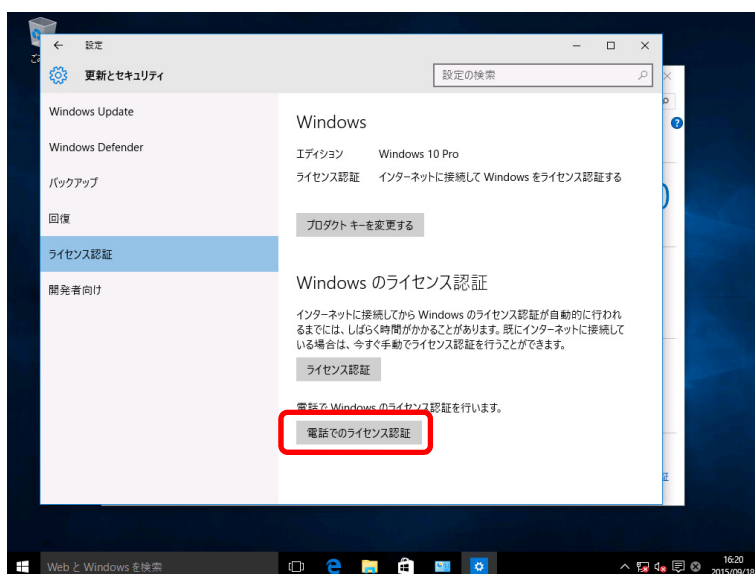 設定
更新とセキュリティ
設定の検索
Windows Update
Windows Defender
バックアップ
回復
ライセンス認証
開発者向け
Windows
エディション Windows 10 Pro
ライセンス認証 インターネットに接続して Windows をライセンス認証する
プロダクト キーを変更する
Windows のライセンス認証
インターネットに接続してから Windows のライセンス認証が自動的に行われ
るまでには、しばらく時間がかかることがあります。既にインターネットに接続して
いる場合は、今すぐ手動でライセンス認証を行うことができます。
ライセンス認証
電話で Windows のライセンス認証を行います。
電話でのライセンス認証
Web と Windows を検索
16:20
2015/09/18